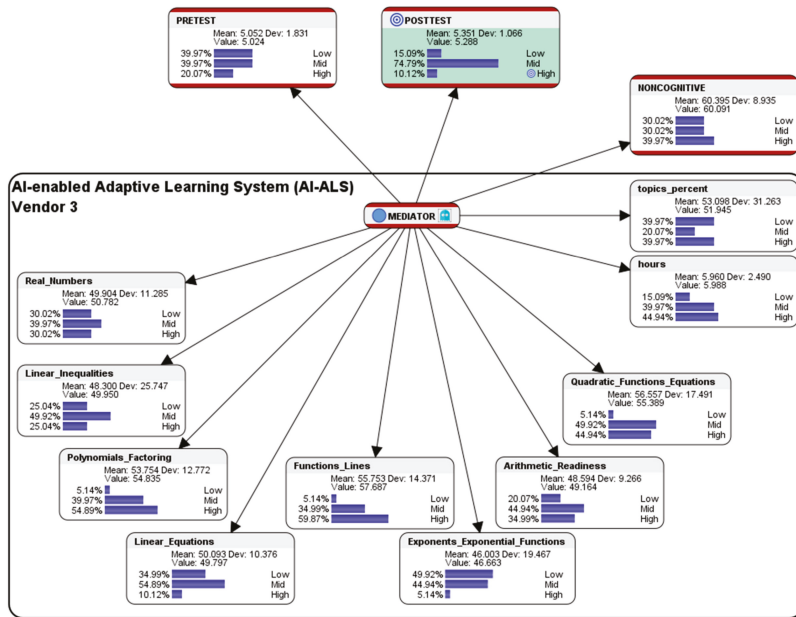 PRETEST
Mean: 5.052 Dev: 1.831
Value: 5.024
39.97% Low
39.97% Mid
20.07% High
POSTTEST
Mean: 5.351 Dev: 1.066
Value: 5.288
15.09% Low
74.79% Mid
10.12% High
NONCOGNITIVE
Mean: 60.395 Dev: 8.935
Value: 60.091
30.02% Low
30.02% Mid
39.97% High
AI-enabled Adaptive Learning System (AI-ALS)
Vendor 3
MEDIATOR
topics_percent
Mean: 53.098 Dev: 31.263
Value: 51.945
39.97% Low
20.07% Mid
39.97% High
hours
Mean: 5.960 Dev: 2.490
Value: 5.988
15.09% Low
39.97% Mid
44.94% High
Real_Numbers
Mean: 49.904 Dev: 11.285
Value: 50.782
30.02% Low
39.97% Mid
30.02% High
Linear_Inequalities
Mean: 48.300 Dev: 25.747
Value: 49.950
25.04% Low
49.92% Mid
25.04% High
Quadratic_Functions_Equations
Mean: 56.557 Dev: 17.491
Value: 55.389
5.14% Low
49.92% Mid
44.94% High
Polynomials_Factoring
Mean: 53.754 Dev: 12.772
Value: 54.835
5.14% Low
39.97% Mid
54.89% High
Functions_Lines
Mean: 55.753 Dev: 14.371
Value: 57.687
5.14% Low
34.99% Mid
59.87% High
Arithmetic_Readiness
Mean: 48.594 Dev: 9.266
Value: 49.164
20.07% Low
44.94% Mid
34.99% High
Linear_Equations
Mean: 50.093 Dev: 10.376
Value: 49.797
34.99% Low
54.89% Mid
10.12% High
Exponents_Exponential_Functions
Mean: 46.003 Dev: 19.467
Value: 46.663
49.92% Low
44.94% Mid
5.14% High